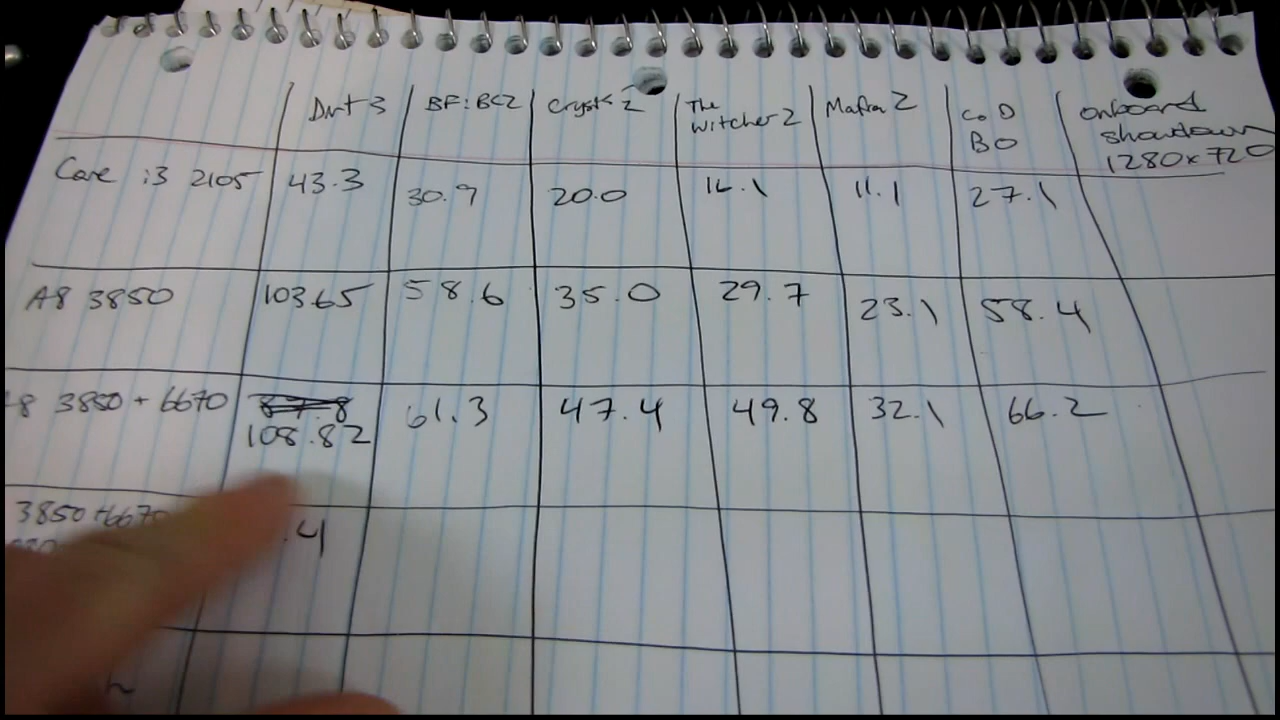 Dirt 3 BF:BC2 Crysis 2 The Witcher 2 Mafia 2 CoD BO onboard showdown 1280x720
Core i3 2105 43.3 30.9 20.0 12.1 11.1 27.1
A8 3850 103.65 58.6 35.0 29.7 23.1 58.4
8 3850 + 6670 108.82 61.3 47.4 49.8 32.1 66.2
3850 + 6670 .4